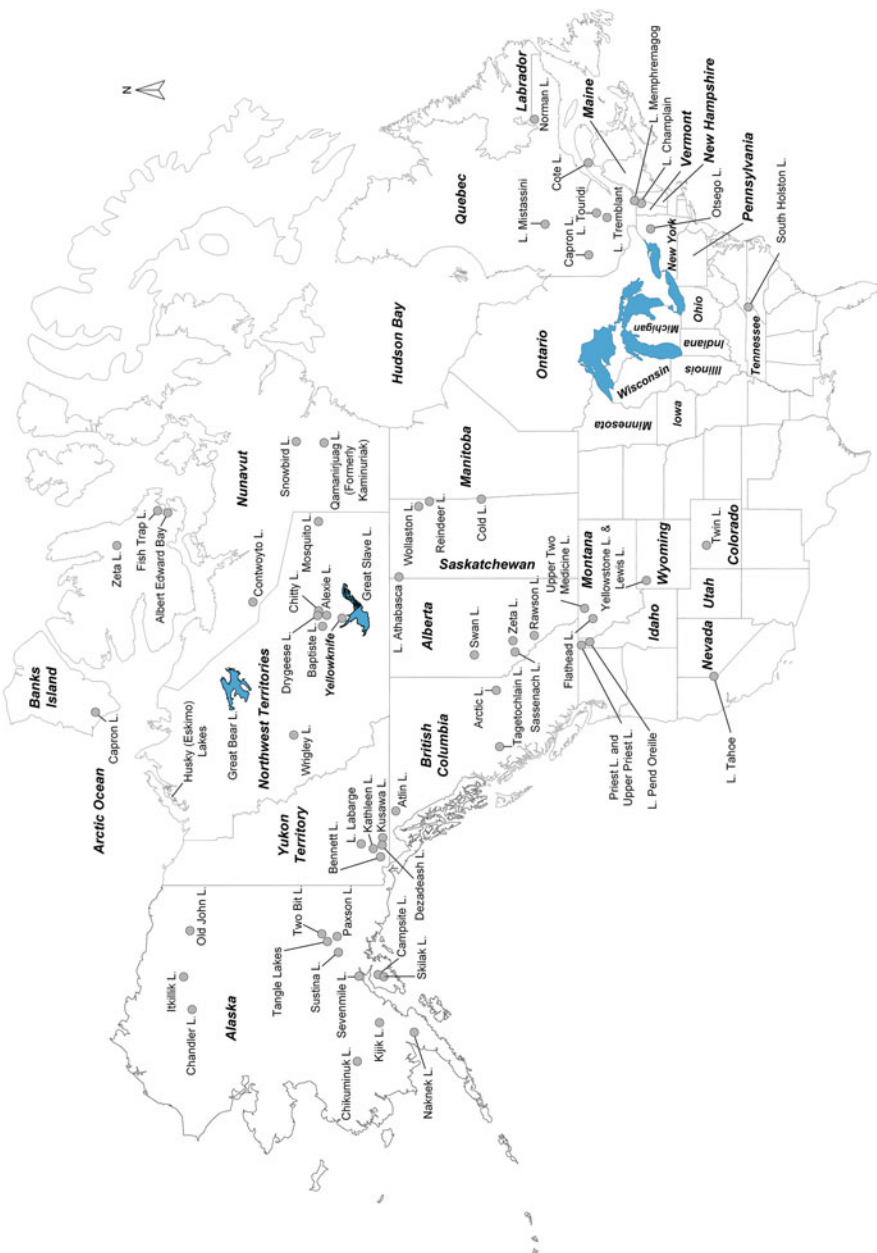 N
Banks
Island
Arctic Ocean
Capron L.
Zeta L.
Fish Trap L.
Albert Edward Bay
Husky (Eskimo)
Lakes
Great Bear L.
Northwest Territories
Wrigley L.
Contwoyto L.
Nunavut
Snowbird L.
Qamanirjuag L.
(Formerly
Kaminuriak)
Mosquito L.
Chitty L.
Alexie L.
Drygeese L.
Baptiste L.
Yellowknife
Great Slave L.
Alaska
Itkillik L.
Chandler L.
Old John L.
Two Bit L.
Tangle Lakes
Paxson L.
Sustina L.
Sevenmile L.
Campsite L.
Skilak L.
Chikuminuk L.
Kijik L.
Naknek L.
Yukon
Territory
Bennett L.
L. Labarge
Kathleen L.
Kusawa L.
Dezadeash L.
Atlin L.
British
Columbia
Arctic L.
Tagetochlain L.
Sassenach L.
Alberta
L. Athabasca
Swan L.
Zeta L.
Rawson L.
Saskatchewan
Wollaston L.
Reindeer L.
Cold L.
Manitoba
Hudson Bay
Ontario
Quebec
L. Mistassini
Capron L.
L. Touridi
L. Tremblant
Cote L.
Labrador
Norman L.
Maine
L. Memphremagog
L. Champlain
Vermont
New Hampshire
Otsego L.
New York
Pennsylvania
South Holston L.
Tennessee
Ohio
Indiana
Michigan
Illinois
Wisconsin
Iowa
Minnesota
Upper Two
Medicine L.
Montana
Yellowstone L. &
Lewis L.
Wyoming
Flathead L.
Priest L. and
Upper Priest L.
L. Pend Oreille
Idaho
Twin L.
Colorado
Utah
Nevada
L. Tahoe